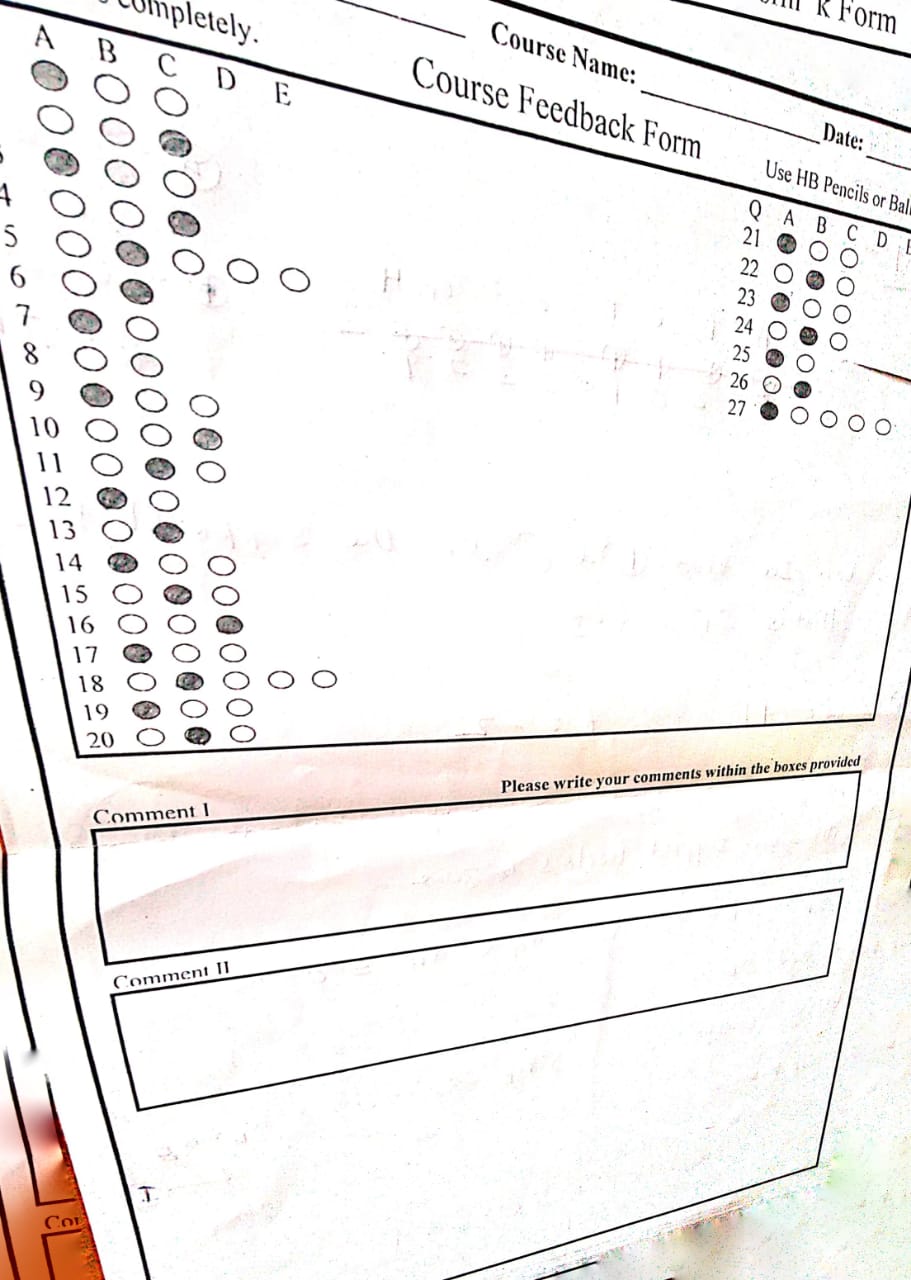 k Form
completely.
Course Name:
Date:
Course Feedback Form
Use HB Pencils or Ball
A B C D E
4
5
6
7
8
9
10
11
12
13
14
15
16
17
18
19
20
Q A B C D
21
22
23
24
25
26
27
Please write your comments within the boxes provided
Comment I
Comment II